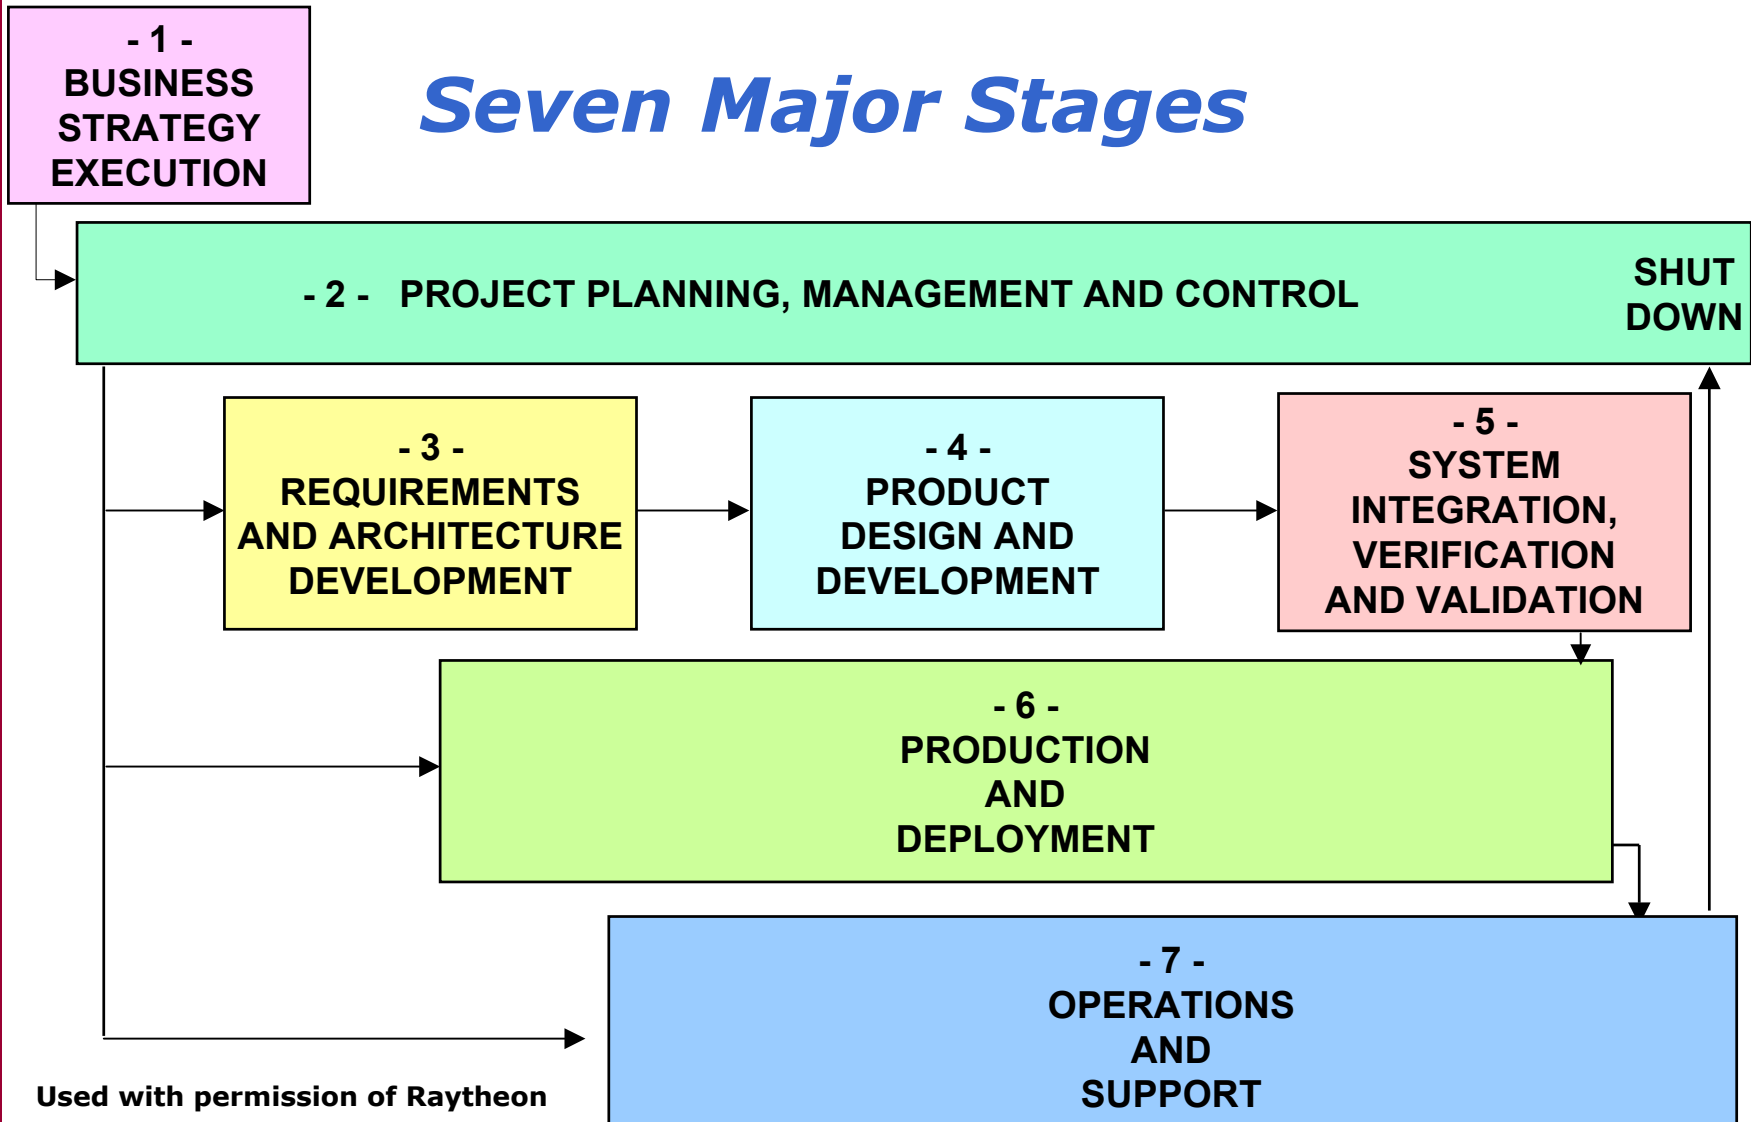 - 1 -
BUSINESS
STRATEGY
EXECUTION
Seven Major Stages
- 2 - PROJECT PLANNING, MANAGEMENT AND CONTROL
SHUT
DOWN
- 3 -
REQUIREMENTS
AND ARCHITECTURE
DEVELOPMENT
- 4 -
PRODUCT
DESIGN AND
DEVELOPMENT
- 5 -
SYSTEM
INTEGRATION,
VERIFICATION
AND VALIDATION
- 6 -
PRODUCTION
AND
DEPLOYMENT
- 7 -
OPERATIONS
AND
SUPPORT
Used with permission of Raytheon